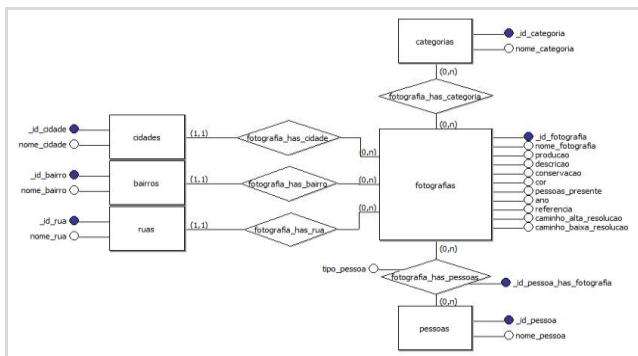 categorias
_id_categoria
nome_categoria
(0,n)
fotografia_has_categoria
(0,n)
_id_cidade
nome_cidade
cidades
(1,1)
fotografia_has_cidade
(0,n)
_id_bairro
nome_bairro
bairros
(1,1)
fotografia_has_bairro
(0,n)
_id_rua
nome_rua
ruas
(1,1)
fotografia_has_rua
(0,n)
fotografias
_id_fotografia
nome_fotografia
producao
descricao
conservacao
cor
pessoas_presente
ano
referencia
caminho_alta_resolucao
caminho_baixa_resolucao
(0,n)
tipo_pessoa
fotografia_has_pessoas
_id_pessoa_has_fotografia
(0,n)
pessoas
_id_pessoa
nome_pessoa